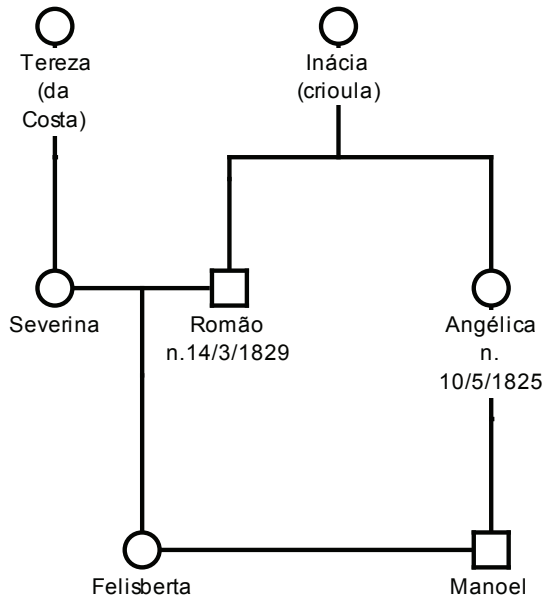 Tereza
(da
Costa)
Inácia
(crioula)
Severina
Romão
n.14/3/1829
Angélica
n.
10/5/1825
Felisberta
Manoel